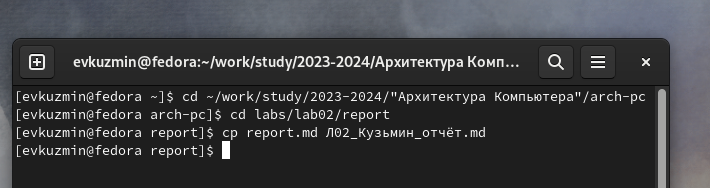 evkuzmin@fedora:~/work/study/2023-2024/Архитектура Комп...
[evkuzmin@fedora ~]$ cd ~/work/study/2023-2024/"Архитектура Компьютера"/arch-pc
[evkuzmin@fedora arch-pc]$ cd labs/lab02/report
[evkuzmin@fedora report]$ cp report.md Л02_Кузьмин_отчёт.md
[evkuzmin@fedora report]$